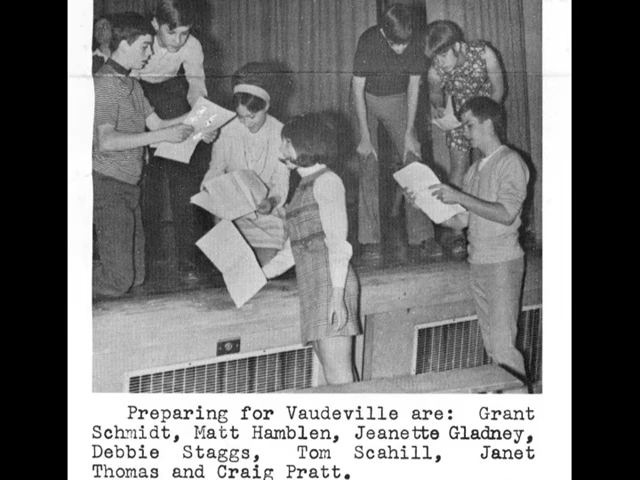 Preparing for Vaudeville are: Grant
Schmidt, Matt Hamblen, Jeanette Gladney,
Debbie Staggs, Tom Scahill, Janet
Thomas and Craig Pratt.